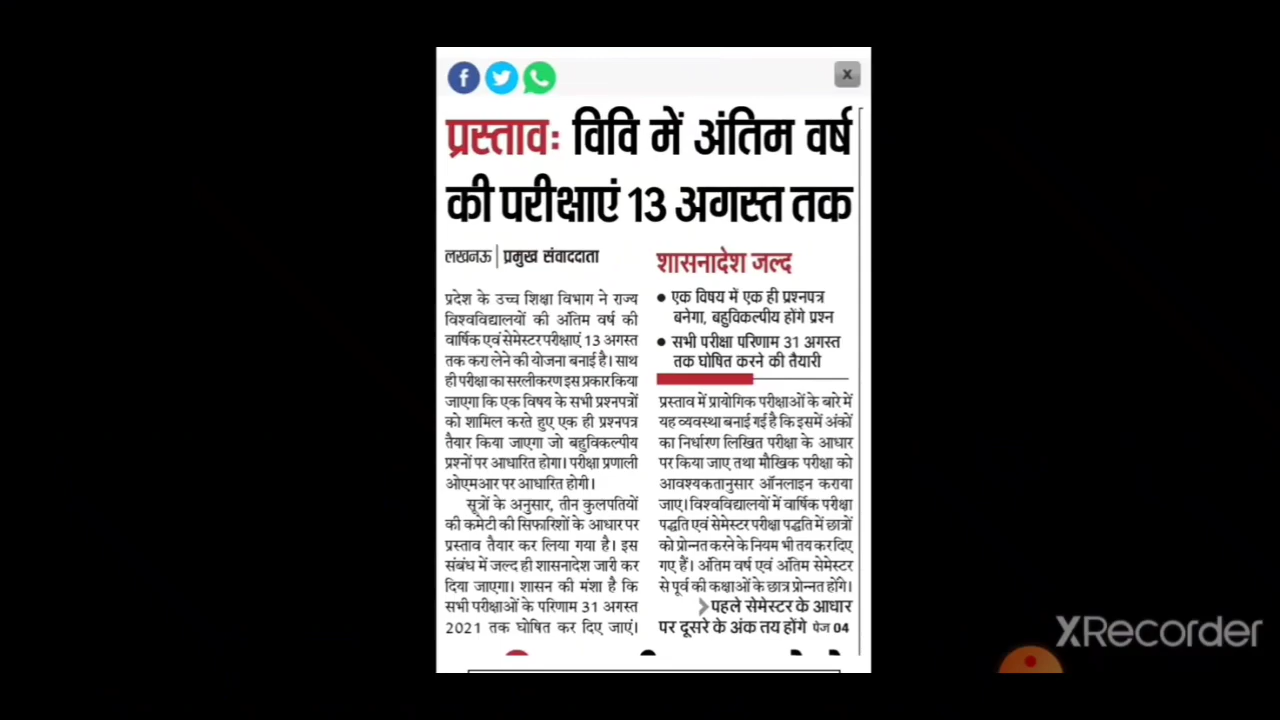 f
X
प्रस्तावः विवि में अंतिम वर्ष
की परीक्षाएं 13 अगस्त तक
लखनऊ | प्रमुख संवाददाता
प्रदेश के उच्च शिक्षा विभाग ने राज्य
विश्वविद्यालयों की अंतिम वर्ष की
वार्षिक एवं सेमेस्टर परीक्षाएं 13 अगस्त
तक करा लेने की योजना बनाई है। साथ
ही परीक्षा का सरलीकरण इस प्रकार किया
जाएगा कि एक विषय के सभी प्रश्नपत्रों
को शामिल करते हुए एक ही प्रश्नपत्र
तैयार किया जाएगा जो बहुविकल्पीय
प्रश्नों पर आधारित होगा। परीक्षा प्रणाली
ओएमआर पर आधारित होगी।
सूत्रों के अनुसार, तीन कुलपतियों
की कमेटी की सिफारिशों के आधार पर
प्रस्ताव तैयार कर लिया गया है। इस
संबंध में जल्द ही शासनादेश जारी कर
दिया जाएगा। शासन की मंशा है कि
सभी परीक्षाओं के परिणाम 31 अगस्त
2021 तक घोषित कर दिए जाएं।
शासनादेश जल्द
● एक विषय में एक ही प्रश्नपत्र
बनेगा, बहुविकल्पीय होंगे प्रश्न
● सभी परीक्षा परिणाम 31 अगस्त
तक घोषित करने की तैयारी
प्रस्ताव में प्रायोगिक परीक्षाओं के बारे में
यह व्यवस्था बनाई गई है कि इसमें अंकों
का निर्धारण लिखित परीक्षा के आधार
पर किया जाए तथा मौखिक परीक्षा को
आवश्यकतानुसार ऑनलाइन कराया
जाए। विश्वविद्यालयों में वार्षिक परीक्षा
पद्धति एवं सेमेस्टर परीक्षा पद्धति में छात्रों
को प्रोन्नत करने के नियम भी तय कर दिए
गए हैं। अंतिम वर्ष एवं अंतिम सेमेस्टर
से पूर्व की कक्षाओं के छात्र प्रोन्नत होंगे।
पहले सेमेस्टर के आधार
पर दूसरे के अंक तय होंगे पेज 04
XRecorder